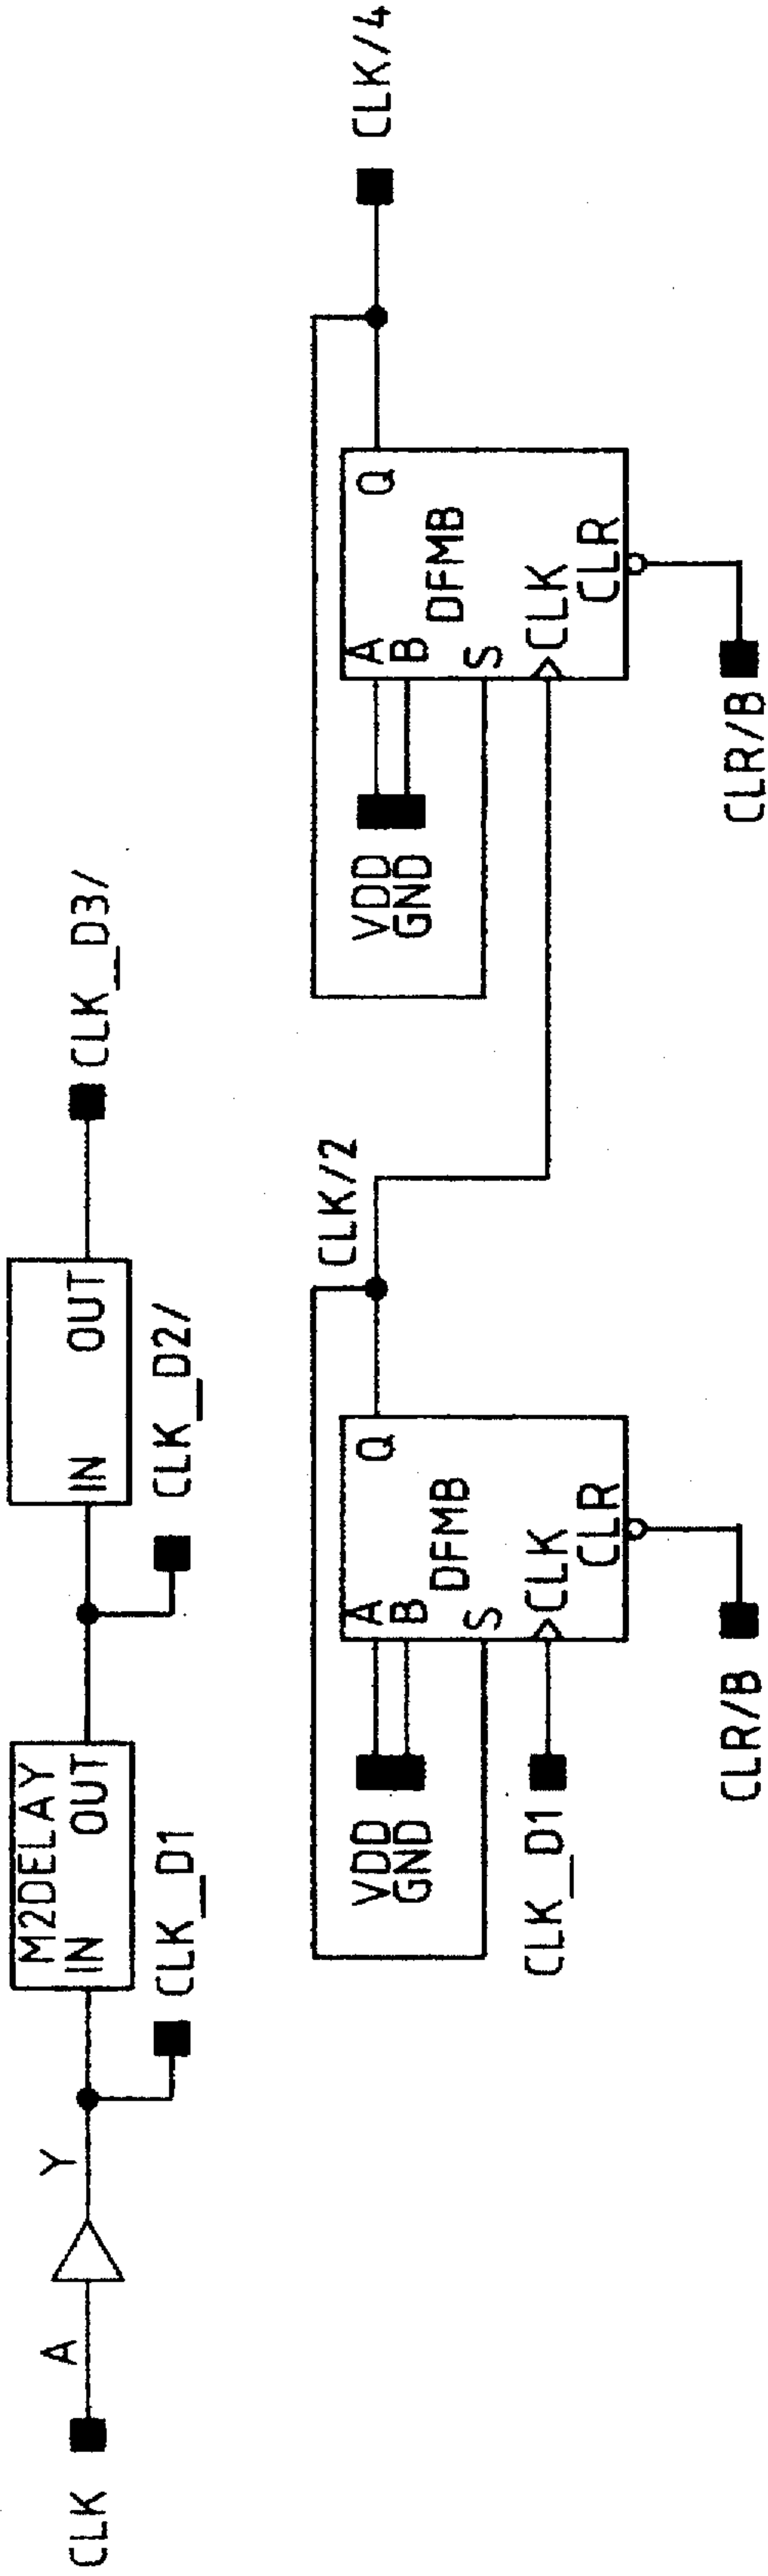 CLK
A
Y
CLK_D1
M2DELAY
IN
OUT
CLK_D2/
IN
OUT
CLK_D3/
VDD
GND
CLK_D1
A
B
S
CLK
CLR
DFMB
Q
CLR/B
CLK/2
VDD
GND
A
B
S
CLK
CLR
DFMB
Q
CLR/B
CLK/4